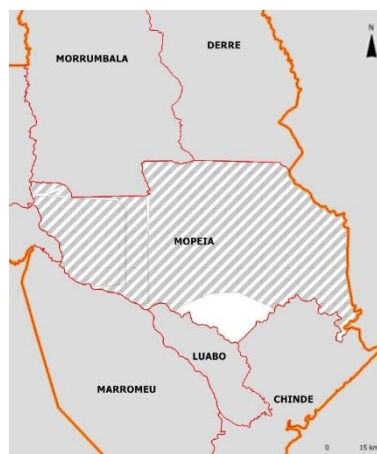 DERRE
N
MORRUMBALA
MOPEIA
LUABO
MARROMEU
CHINDE
0 15 km